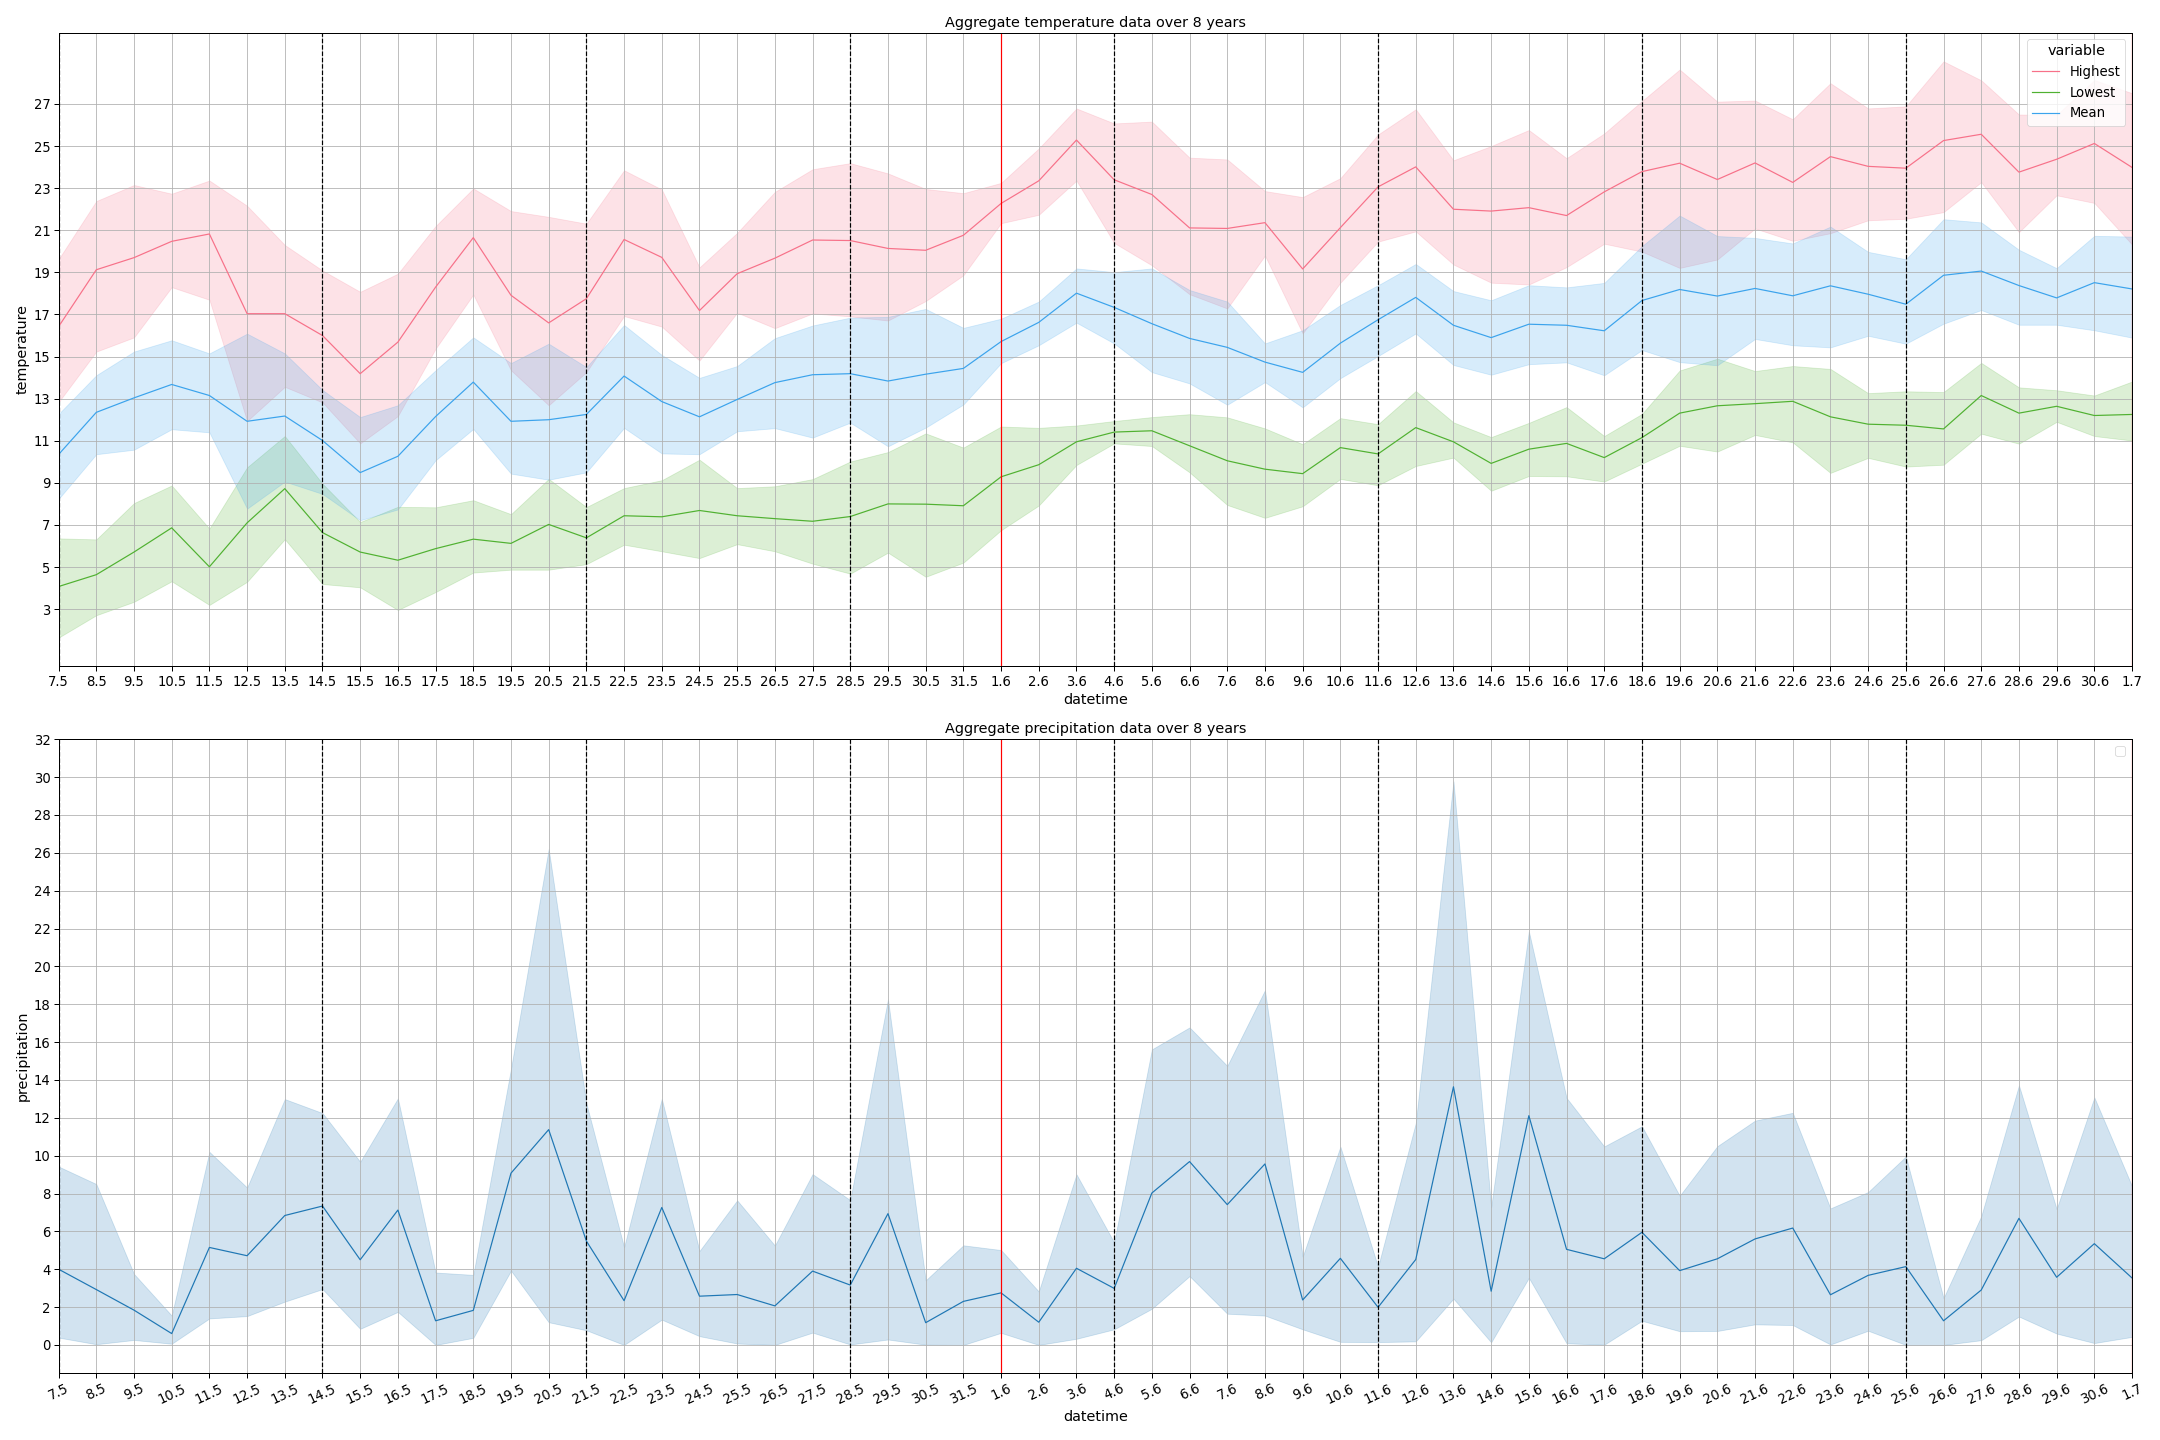 Aggregate temperature data over 8 years
variable
Highest
Lowest
Mean
27
25
23
21
19
17
15
13
11
9
7
5
3
temperature
7.5 8.5 9.5 10.5 11.5 12.5 13.5 14.5 15.5 16.5 17.5 18.5 19.5 20.5 21.5 22.5 23.5 24.5 25.5 26.5 27.5 28.5 29.5 30.5 31.5 1.6 2.6 3.6 4.6 5.6 6.6 7.6 8.6 9.6 10.6 11.6 12.6 13.6 14.6 15.6 16.6 17.6 18.6 19.6 20.6 21.6 22.6 23.6 24.6 25.6 26.6 27.6 28.6 29.6 30.6 1.7
datetime
Aggregate precipitation data over 8 years
32
30
28
26
24
22
20
18
16
14
12
10
8
6
4
2
0
precipitation
7.5 8.5 9.5 10.5 11.5 12.5 13.5 14.5 15.5 16.5 17.5 18.5 19.5 20.5 21.5 22.5 23.5 24.5 25.5 26.5 27.5 28.5 29.5 30.5 31.5 1.6 2.6 3.6 4.6 5.6 6.6 7.6 8.6 9.6 10.6 11.6 12.6 13.6 14.6 15.6 16.6 17.6 18.6 19.6 20.6 21.6 22.6 23.6 24.6 25.6 26.6 27.6 28.6 29.6 30.6 1.7
datetime